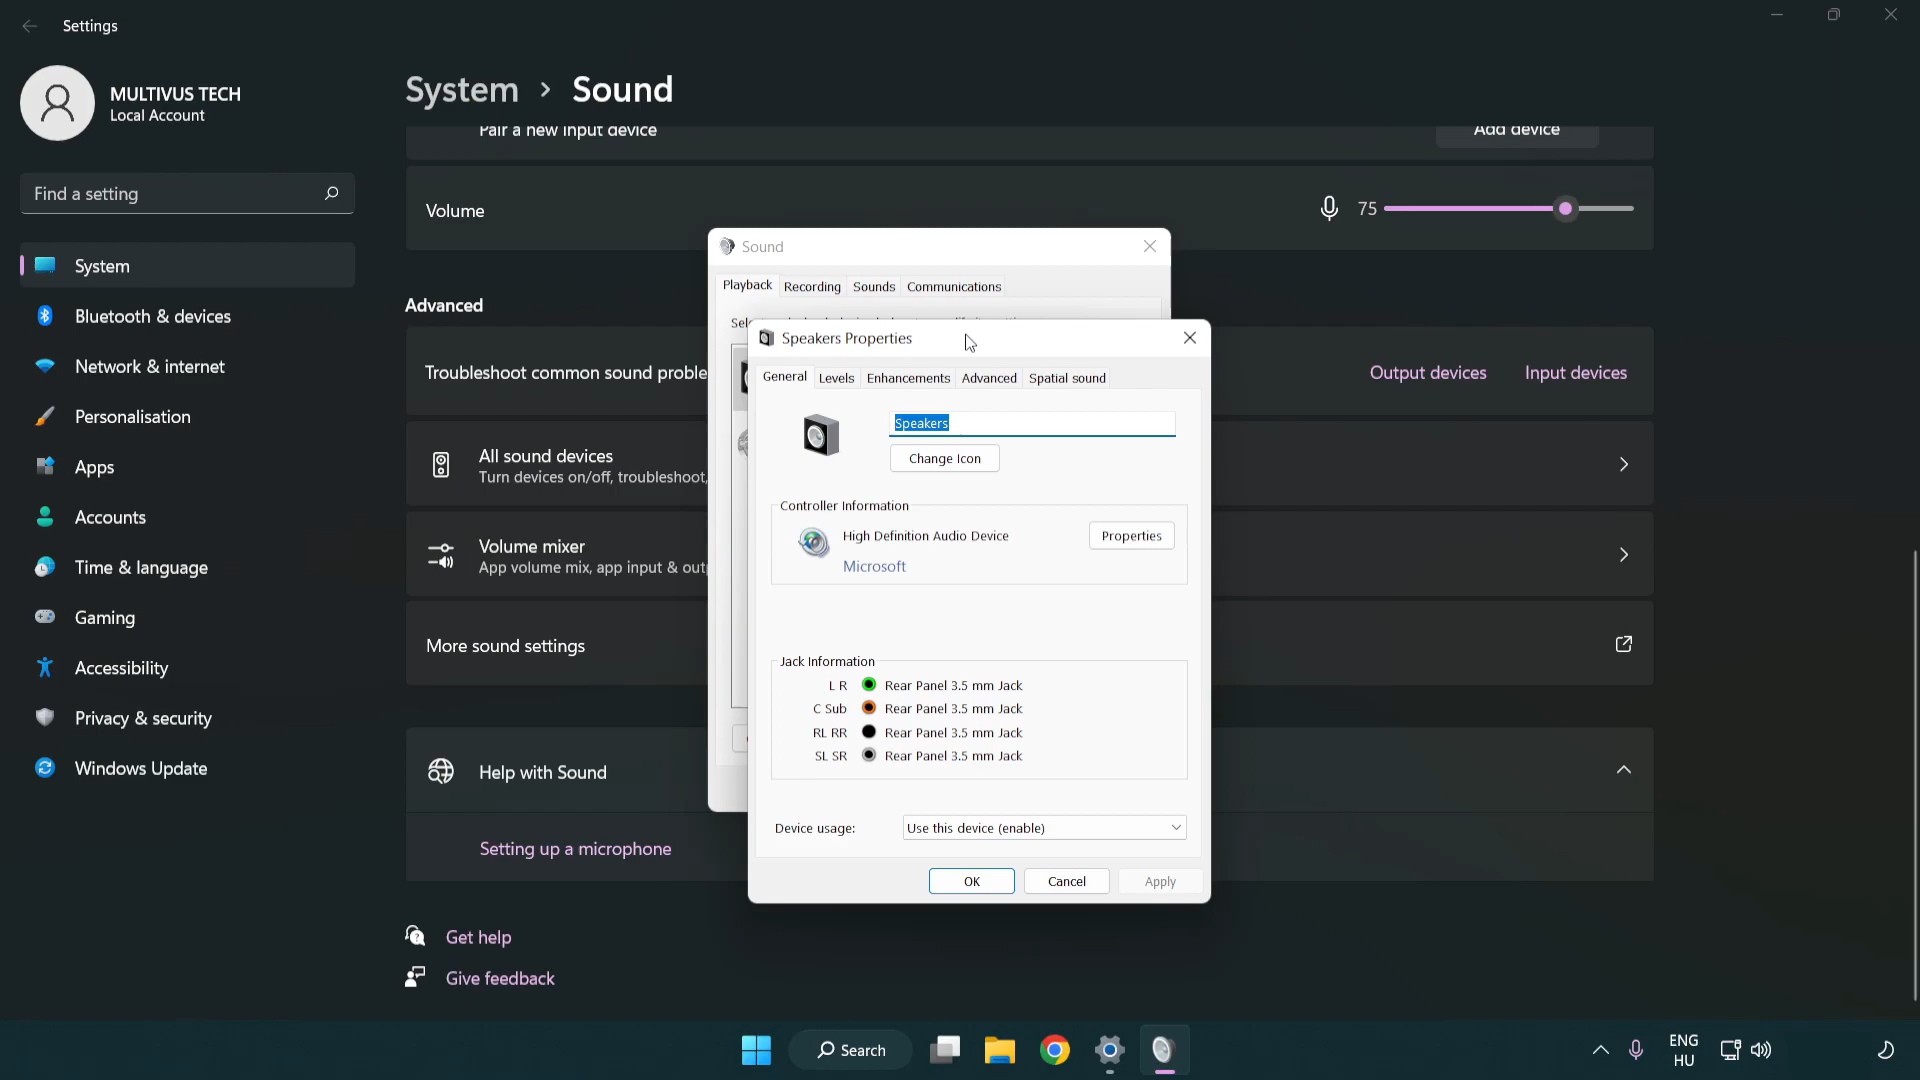 Settings
MULTIVUS TECH
Local Account
Find a setting
System
Bluetooth & devices
Network & internet
Personalisation
Apps
Accounts
Time & language
Gaming
Accessibility
Privacy & security
Windows Update
System > Sound
Pair a new input device
Add device
Volume
75
Advanced
Troubleshoot common sound proble
Output devices
Input devices
All sound devices
Turn devices on/off, troubleshoot,
Volume mixer
App volume mix, app input & out
More sound settings
Help with Sound
Setting up a microphone
Get help
Give feedback
Sound
Playback
Recording
Sounds
Communications
Speakers Properties
General
Levels
Enhancements
Advanced
Spatial sound
Speakers
Change Icon
Controller Information
High Definition Audio Device
Properties
Microsoft
Jack Information
L R Rear Panel 3.5 mm Jack
C Sub Rear Panel 3.5 mm Jack
RL RR Rear Panel 3.5 mm Jack
SL SR Rear Panel 3.5 mm Jack
Device usage:
Use this device (enable)
OK
Cancel
Apply
Search
ENG
HU